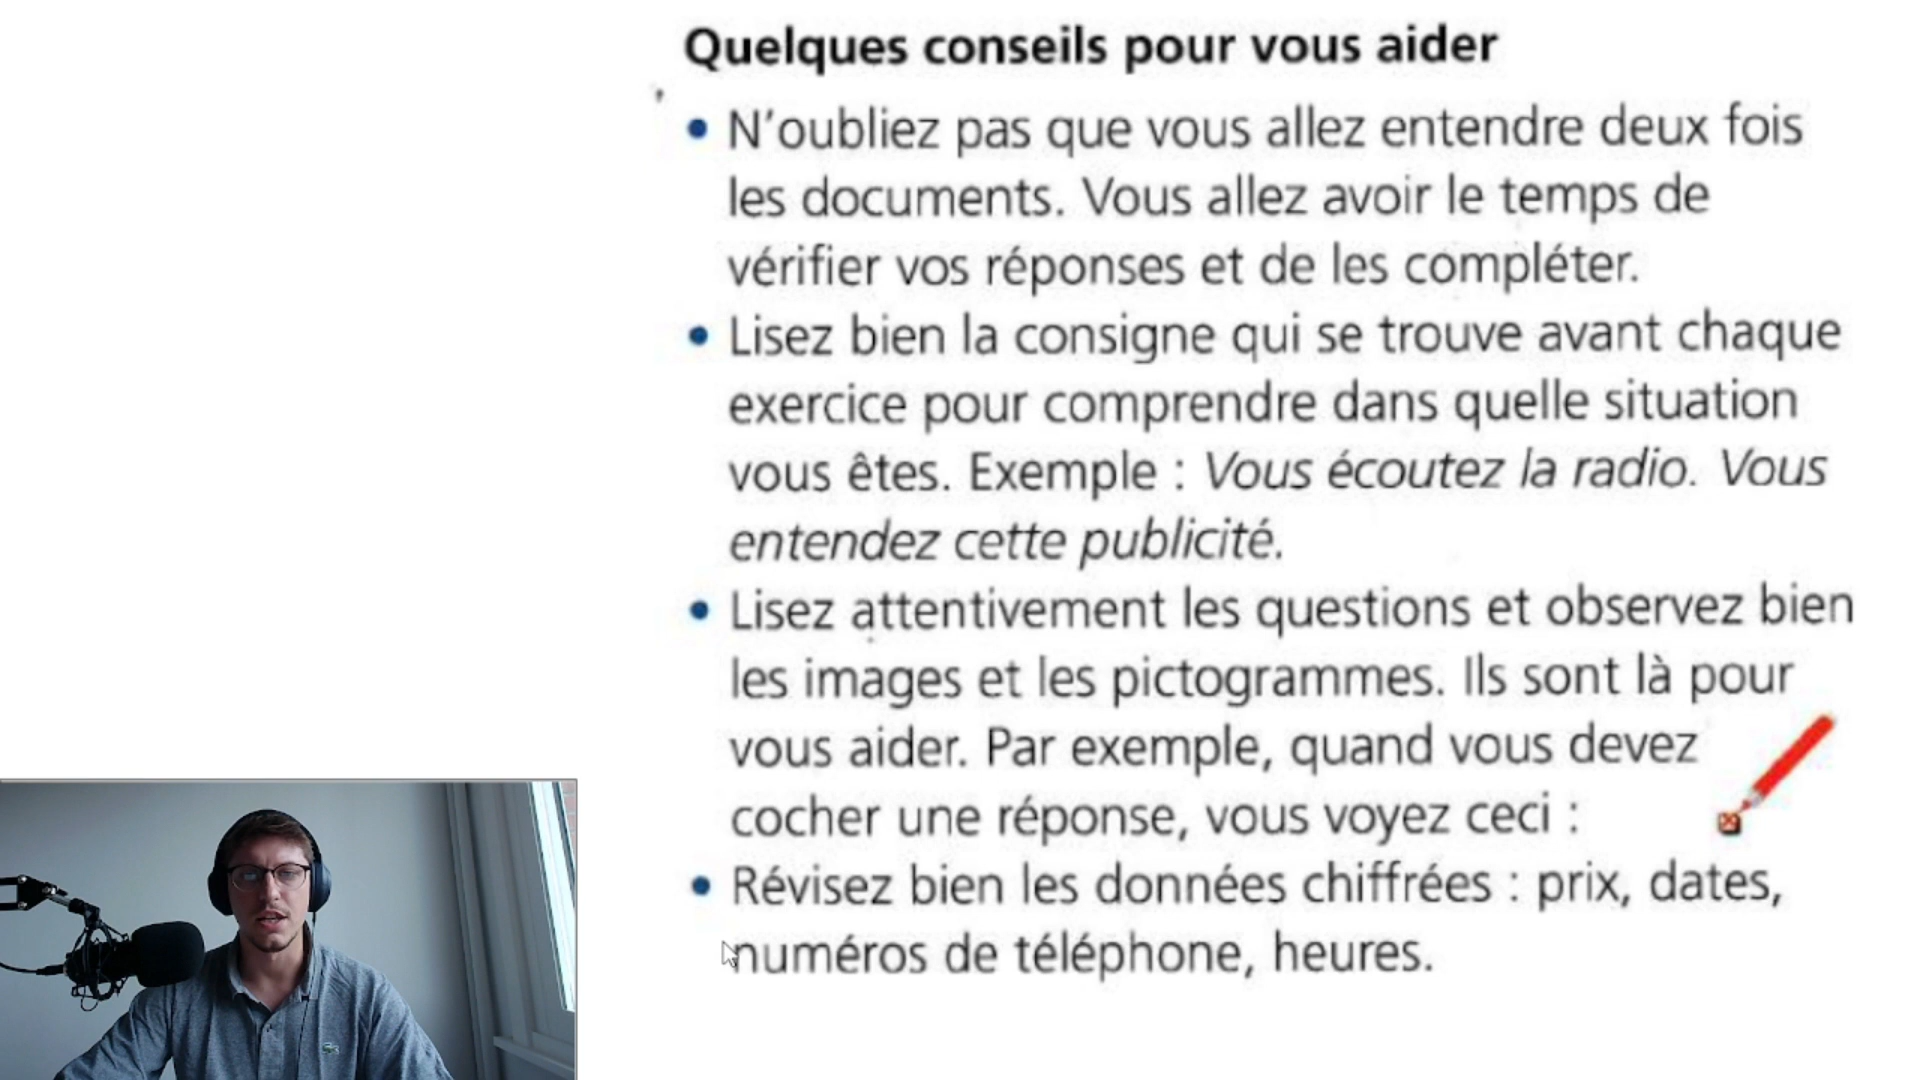 Quelques conseils pour vous aider
• N'oubliez pas que vous allez entendre deux fois
les documents. Vous allez avoir le temps de
vérifier vos réponses et de les compléter.
• Lisez bien la consigne qui se trouve avant chaque
exercice pour comprendre dans quelle situation
vous êtes. Exemple : Vous écoutez la radio. Vous
entendez cette publicité.
• Lisez attentivement les questions et observez bien
les images et les pictogrammes. Ils sont là pour
vous aider. Par exemple, quand vous devez
cocher une réponse, vous voyez ceci :
• Révisez bien les données chiffrées : prix, dates,
numéros de téléphone, heures.